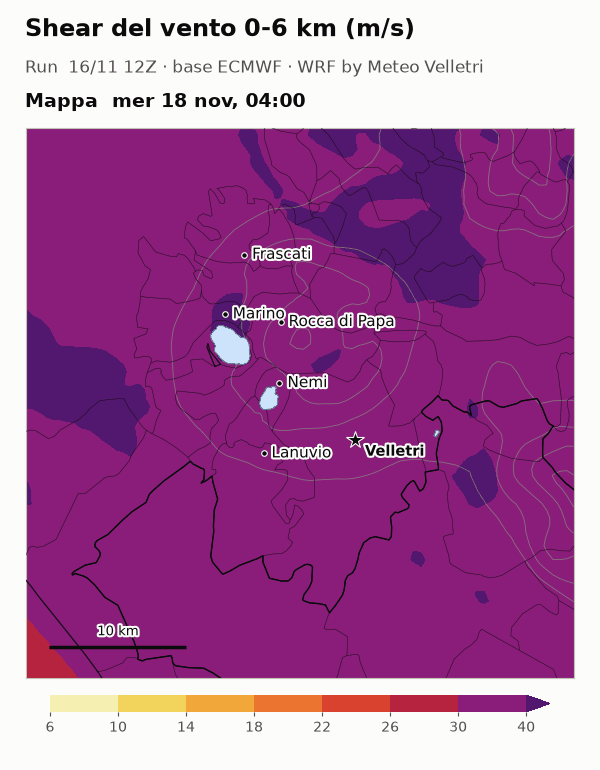 Shear del vento 0-6 km (m/s)
Run  16/11 12Z · base ECMWF · WRF by Meteo Velletri
Mappa  mer 18 nov, 04:00
Frascati
Marino
Rocca di Papa
Nemi
Velletri
Lanuvio
10 km
6 10 14 18 22 26 30 40